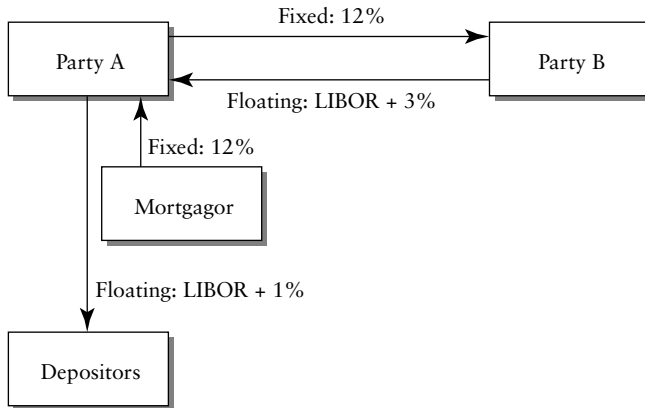 Fixed: 12%
Party A
Party B
Floating: LIBOR + 3%
Fixed: 12%
Mortgagor
Floating: LIBOR + 1%
Depositors